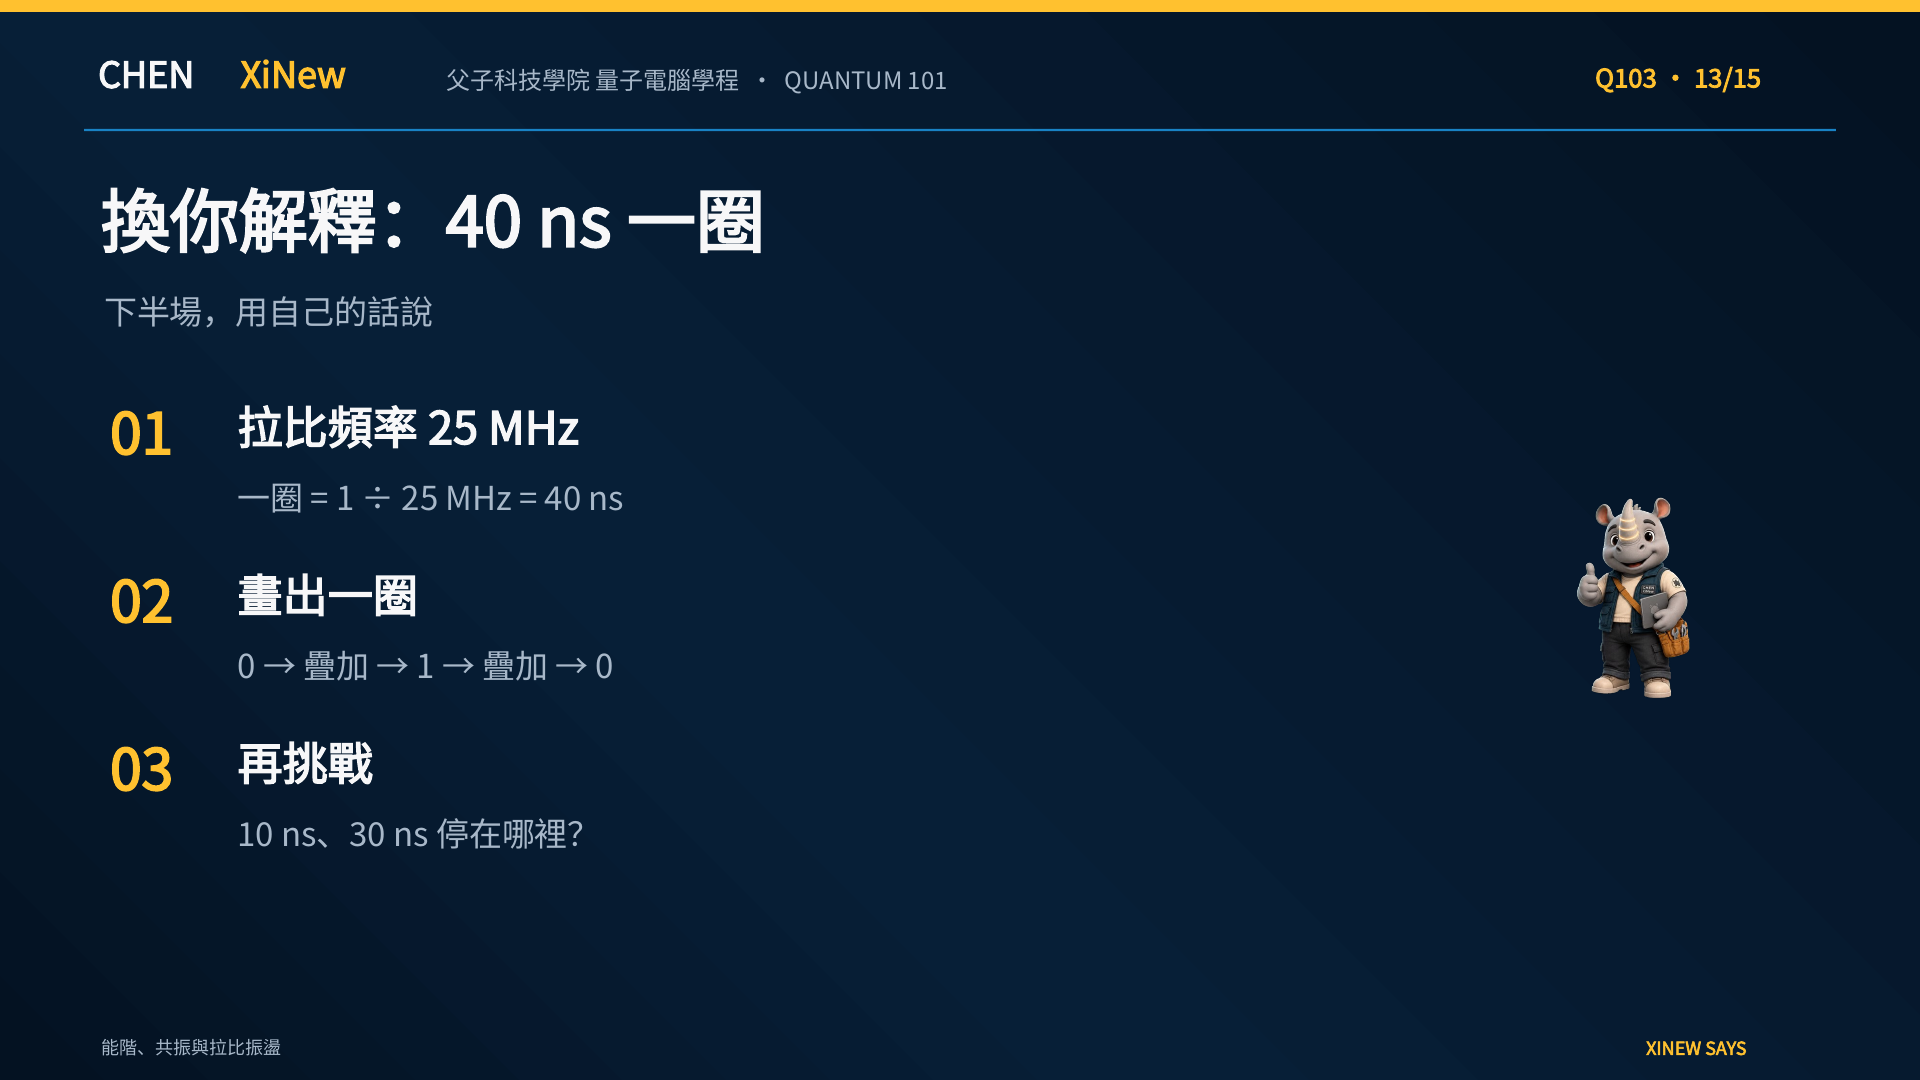 CHEN XiNew 父子科技學院 量子電腦學程 • QUANTUM 101 Q103 • 13/15
換你解釋：40 ns 一圈
下半場，用自己的話說
01 拉比頻率 25 MHz
一圈 = 1 ÷ 25 MHz = 40 ns
02 畫出一圈
0 → 疊加 → 1 → 疊加 → 0
03 再挑戰
10 ns、30 ns 停在哪裡？
能階、共振與拉比振盪 XINEW SAYS